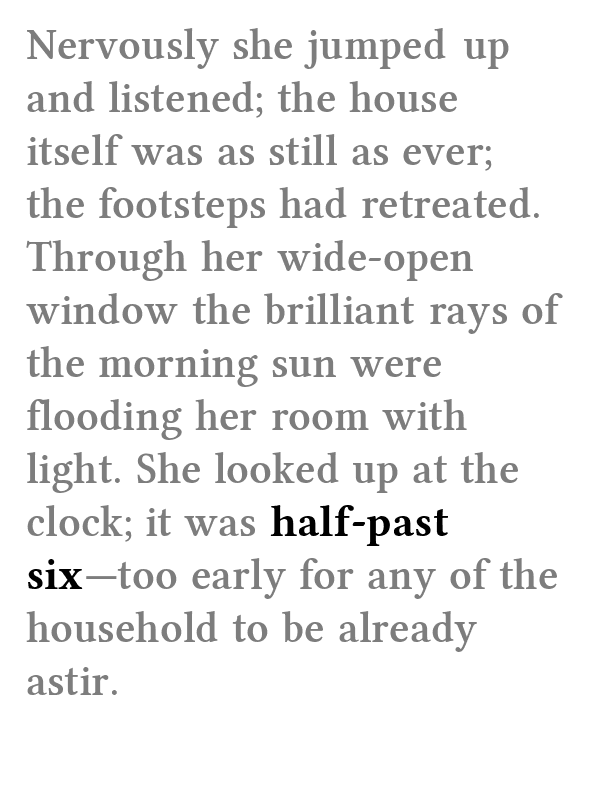 Nervously she jumped up
and listened; the house
itself was as still as ever;
the footsteps had retreated.
Through her wide-open
window the brilliant rays of
the morning sun were
flooding her room with
light. She looked up at the
clock; it was half-past
six—too early for any of the
household to be already
astir.